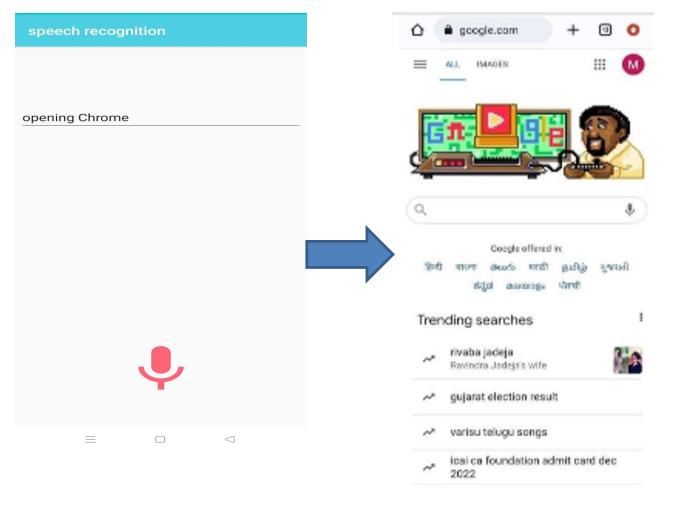 speech recognition
opening Chrome
google.com
ALL IMAGES
M
Google
Google offered in:
हिन्दी বাংলা తెలుగు मराठी தமிழ் ગુજરાતી
ಕನ್ನಡ മലയാളം ਪੰਜਾਬੀ
Trending searches
rivaba jadeja
Ravindra Jadeja's wife
gujarat election result
varisu telugu songs
icai ca foundation admit card dec
2022